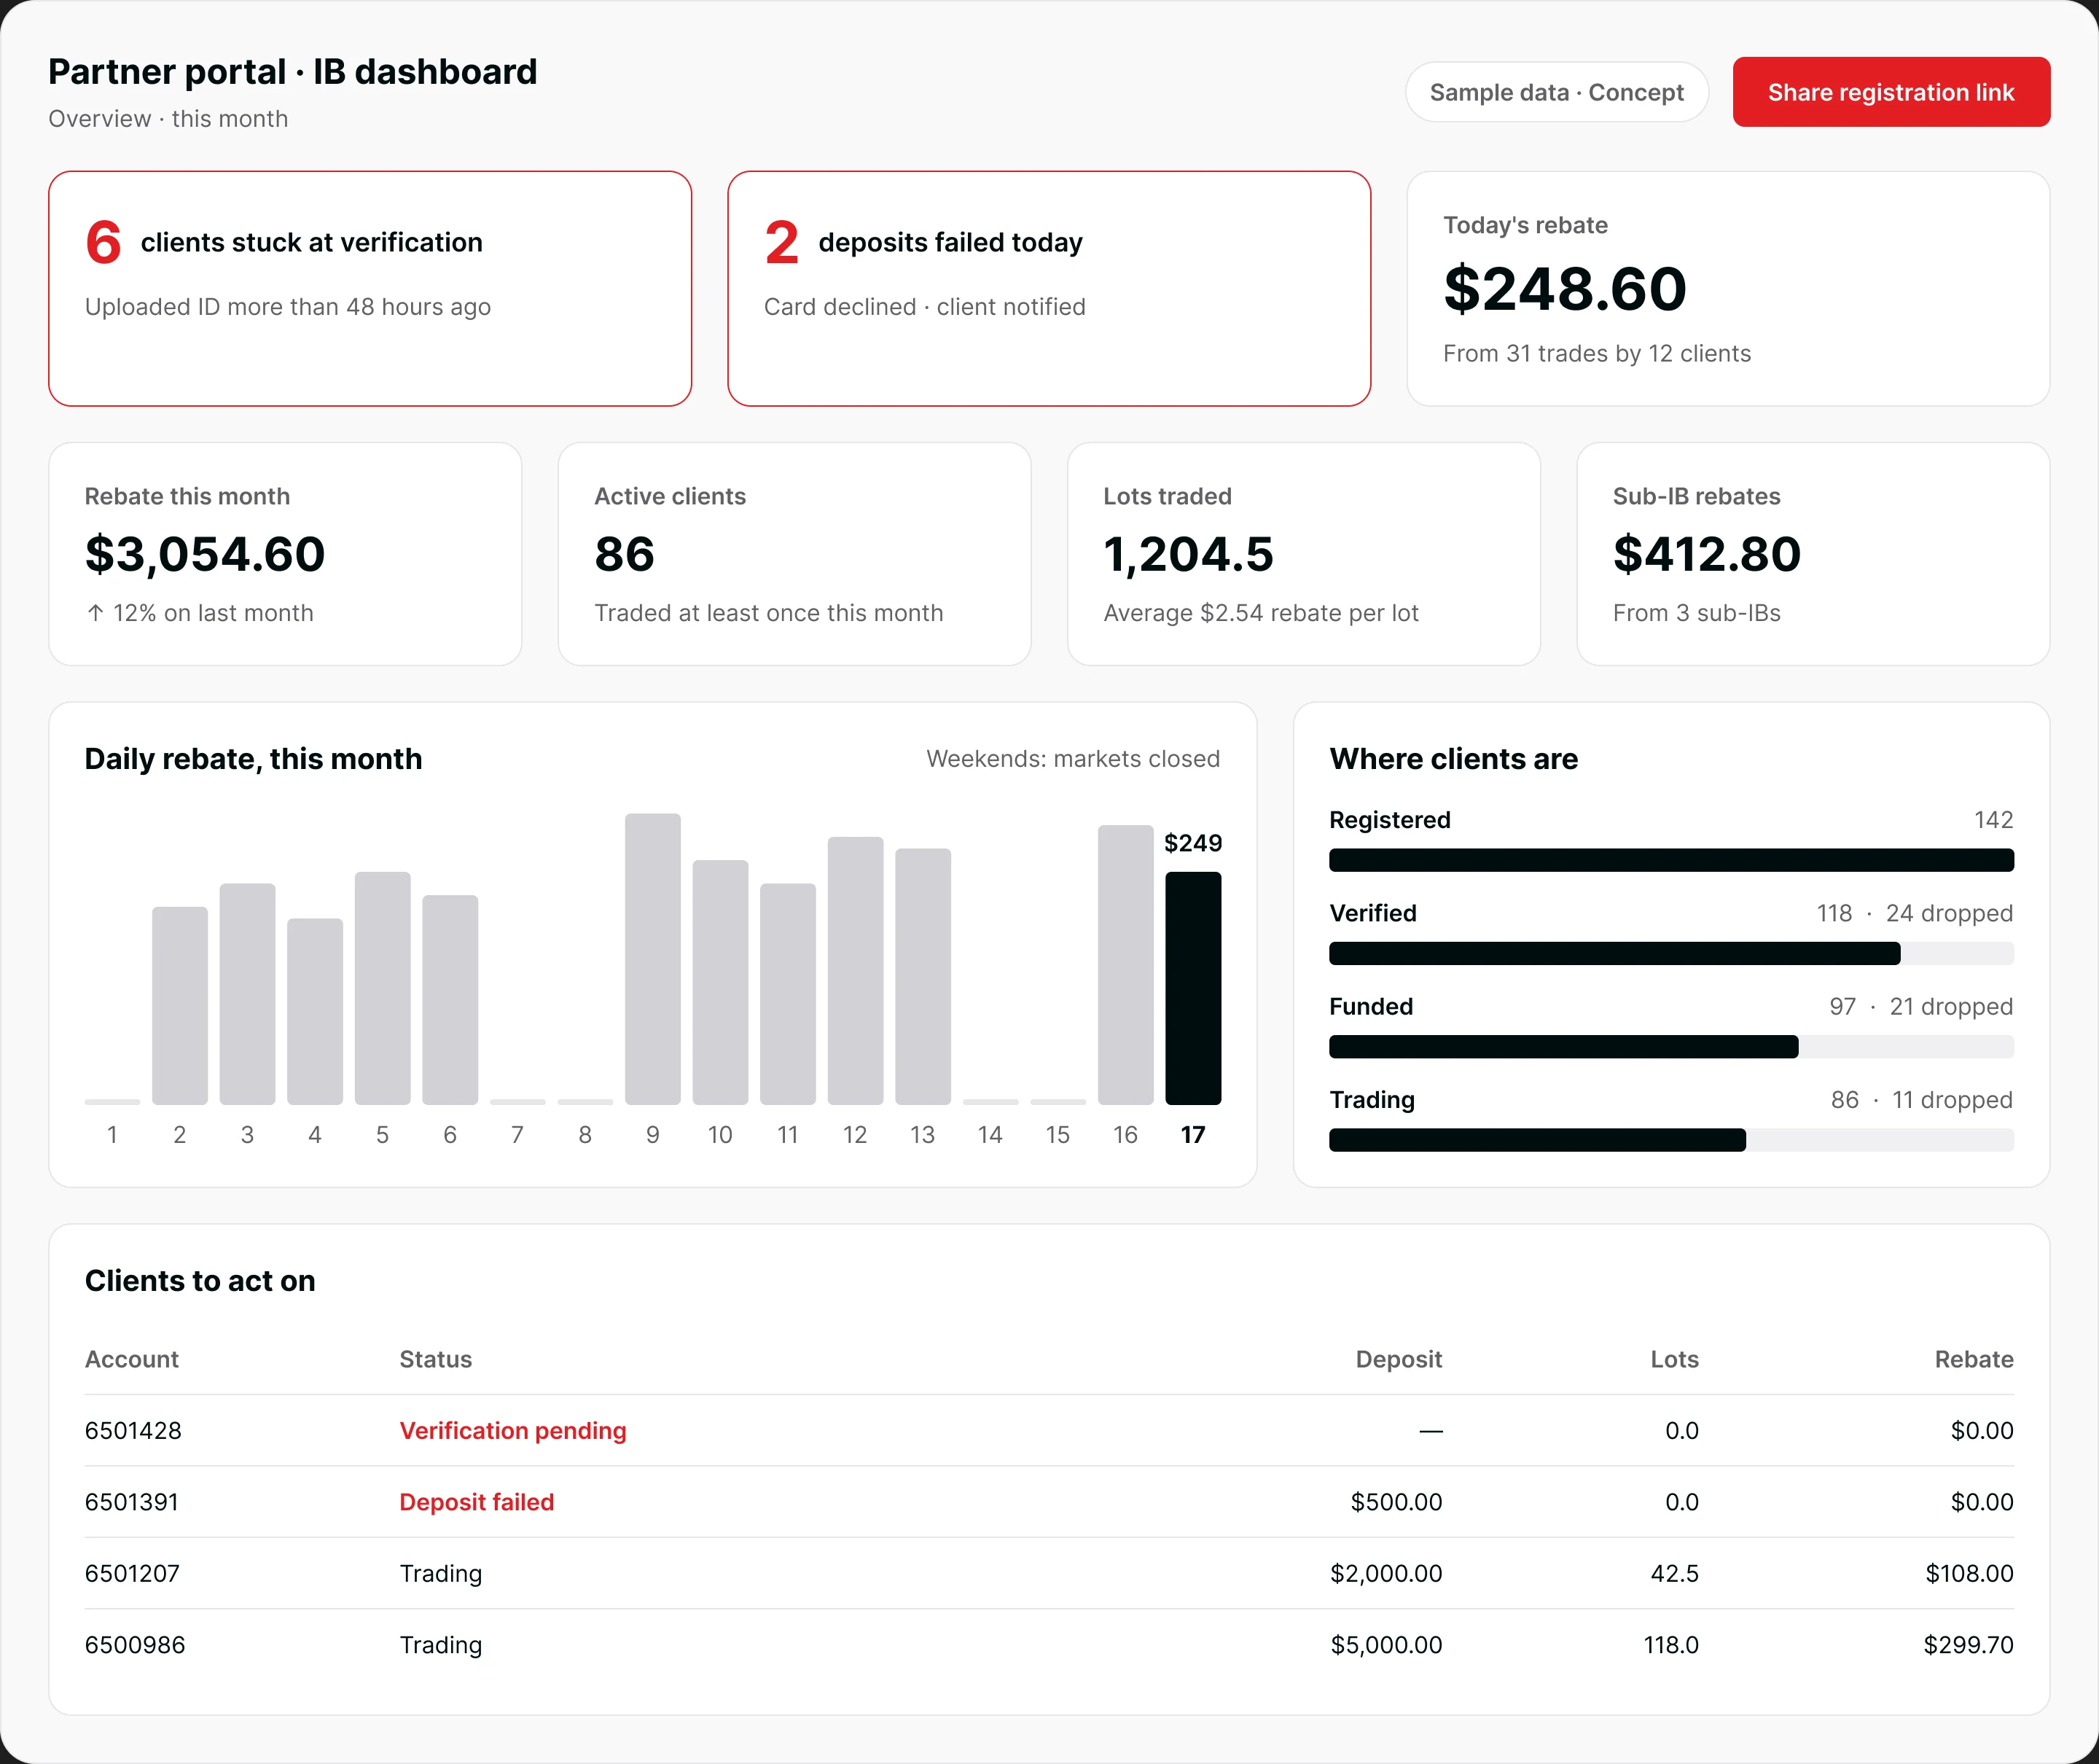 Partner portal · IB dashboard
Overview · this month
Sample data · Concept
Share registration link
6 clients stuck at verification
Uploaded ID more than 48 hours ago
2 deposits failed today
Card declined · client notified
Today's rebate
$248.60
From 31 trades by 12 clients
Rebate this month
$3,054.60
↑ 12% on last month
Active clients
86
Traded at least once this month
Lots traded
1,204.5
Average $2.54 rebate per lot
Sub-IB rebates
$412.80
From 3 sub-IBs
Daily rebate, this month
Weekends: markets closed
$249
1 2 3 4 5 6 7 8 9 10 11 12 13 14 15 16 17
Where clients are
Registered 142
Verified 118 · 24 dropped
Funded 97 · 21 dropped
Trading 86 · 11 dropped
Clients to act on
Account Status Deposit Lots Rebate
6501428 Verification pending — 0.0 $0.00
6501391 Deposit failed $500.00 0.0 $0.00
6501207 Trading $2,000.00 42.5 $108.00
6500986 Trading $5,000.00 118.0 $299.70